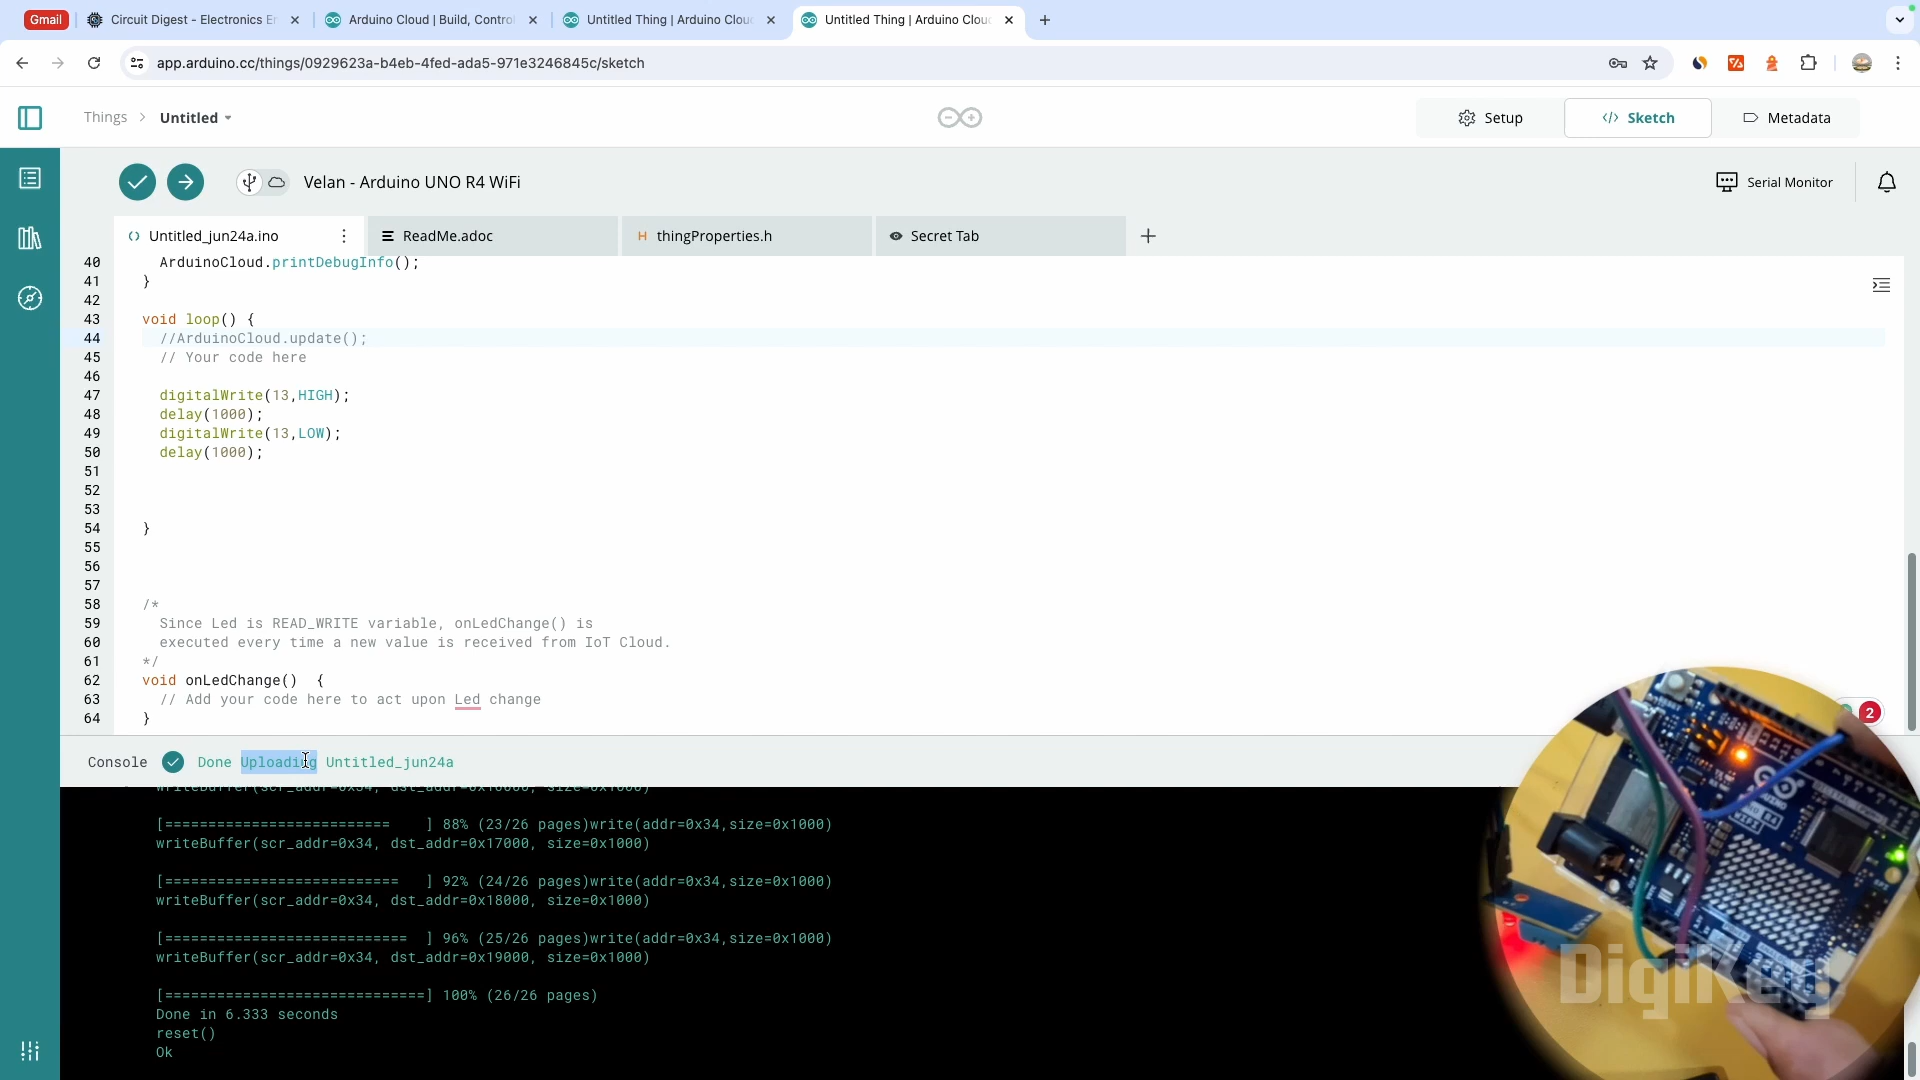 Gmail
Circuit Digest - Electronics E
Arduino Cloud | Build, Contro
Untitled Thing | Arduino Clou
Untitled Thing | Arduino Clou
app.arduino.cc/things/0929623a-b4eb-4fed-ada5-971e3246845c/sketch
Things > Untitled
Setup
</> Sketch
Metadata
Velan - Arduino UNO R4 WiFi
Serial Monitor
Untitled_jun24a.ino
ReadMe.adoc
H thingProperties.h
Secret Tab
40 ArduinoCloud.printDebugInfo();
41 }
42
43 void loop() {
44 //ArduinoCloud.update();
45 // Your code here
46
47 digitalWrite(13,HIGH);
48 delay(1000);
49 digitalWrite(13,LOW);
50 delay(1000);
51
52
53
54 }
55
56
57
58 /*
59 Since Led is READ_WRITE variable, onLedChange() is
60 executed every time a new value is received from IoT Cloud.
61 */
62 void onLedChange()  {
63 // Add your code here to act upon Led change
64 }
2
Console Done Uploading Untitled_jun24a
[==========================    ] 88% (23/26 pages)write(addr=0x34,size=0x1000)
writeBuffer(scr_addr=0x34, dst_addr=0x17000, size=0x1000)
[===========================   ] 92% (24/26 pages)write(addr=0x34,size=0x1000)
writeBuffer(scr_addr=0x34, dst_addr=0x18000, size=0x1000)
[============================  ] 96% (25/26 pages)write(addr=0x34,size=0x1000)
writeBuffer(scr_addr=0x34, dst_addr=0x19000, size=0x1000)
[==============================] 100% (26/26 pages)
Done in 6.333 seconds
reset()
Ok
DigiKey